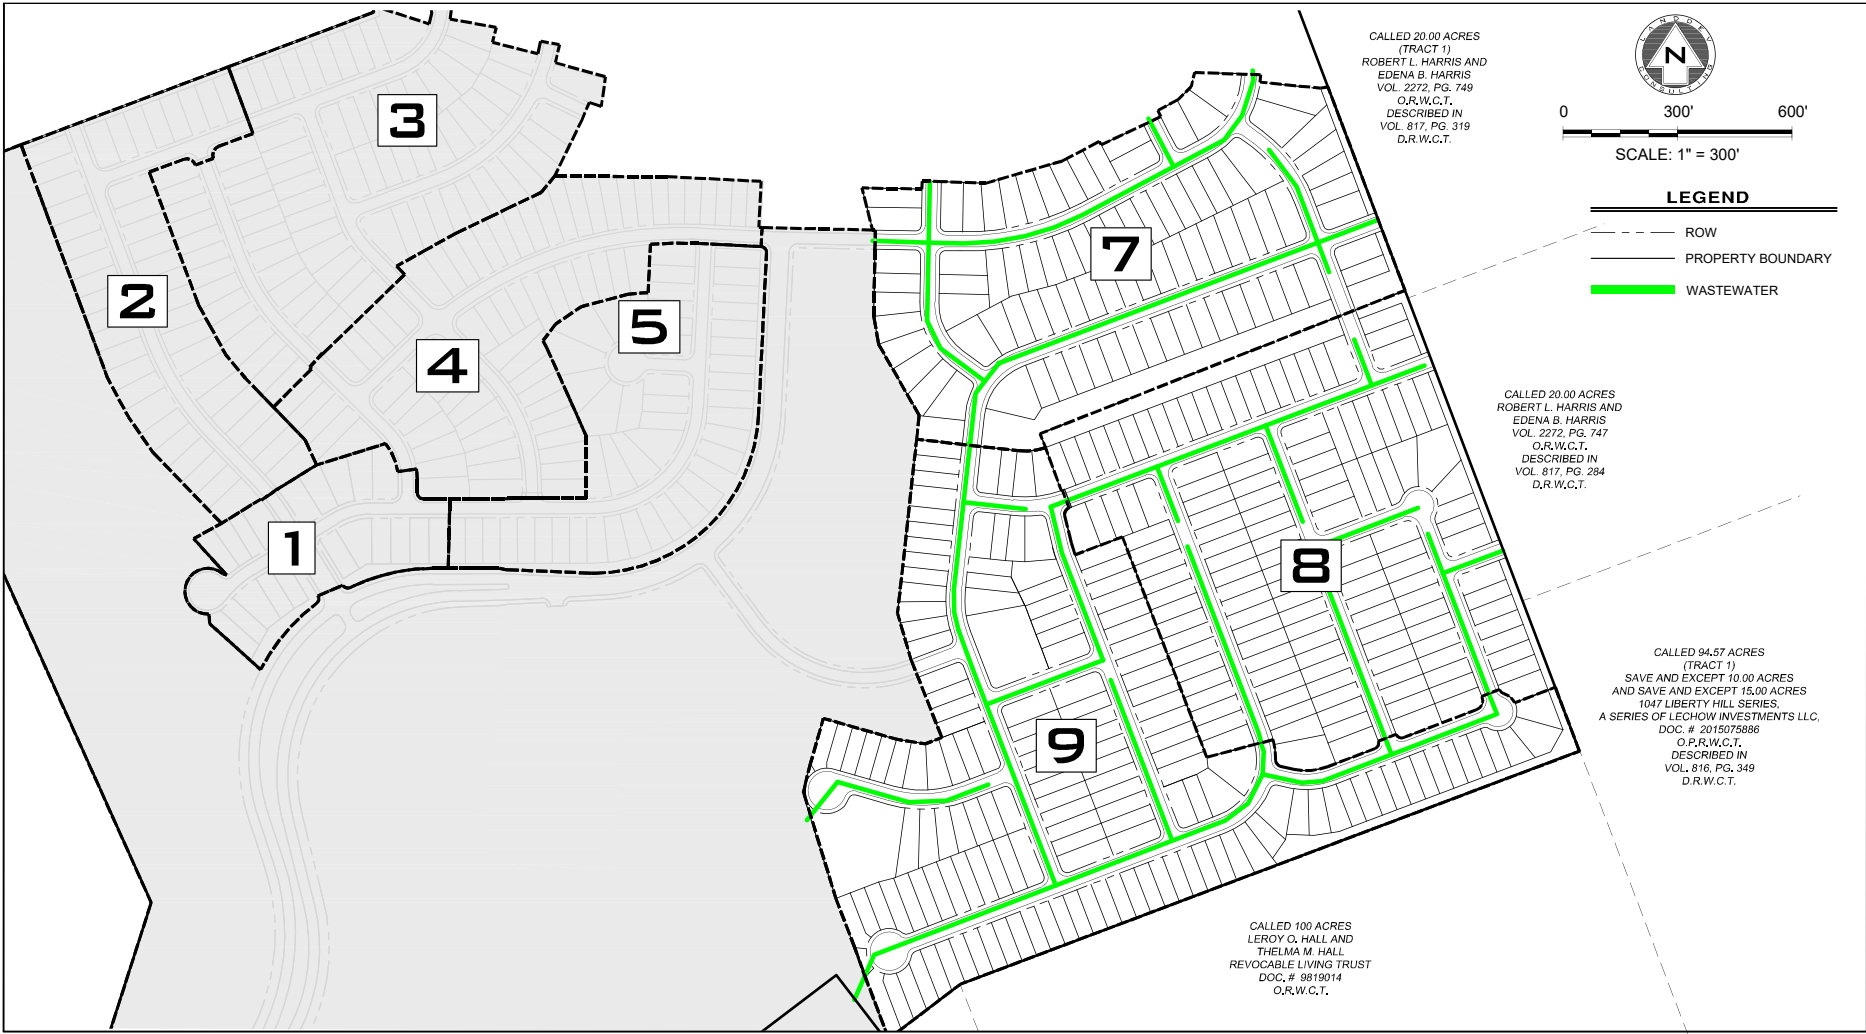 CALLED 20.00 ACRES
(TRACT 1)
ROBERT L. HARRIS AND
EDENA B. HARRIS
VOL. 2272, PG. 749
O.R.W.C.T.
DESCRIBED IN
VOL. 817, PG. 319
D.R.W.C.T.
LANDDEV
CONSULTING
N
0
300'
600'
SCALE: 1" = 300'
LEGEND
ROW
PROPERTY BOUNDARY
WASTEWATER
3
2
4
5
1
7
8
9
CALLED 20.00 ACRES
ROBERT L. HARRIS AND
EDENA B. HARRIS
VOL. 2272, PG. 747
O.R.W.C.T.
DESCRIBED IN
VOL. 817, PG. 284
D.R.W.C.T.
CALLED 94.57 ACRES
(TRACT 1)
SAVE AND EXCEPT 10.00 ACRES
AND SAVE AND EXCEPT 15.00 ACRES
1047 LIBERTY HILL SERIES,
A SERIES OF LECHOW INVESTMENTS LLC,
DOC. # 2015075886
O.P.R.W.C.T.
DESCRIBED IN
VOL. 816, PG. 349
D.R.W.C.T.
CALLED 100 ACRES
LEROY O. HALL AND
THELMA M. HALL
REVOCABLE LIVING TRUST
DOC. # 9819014
O.R.W.C.T.